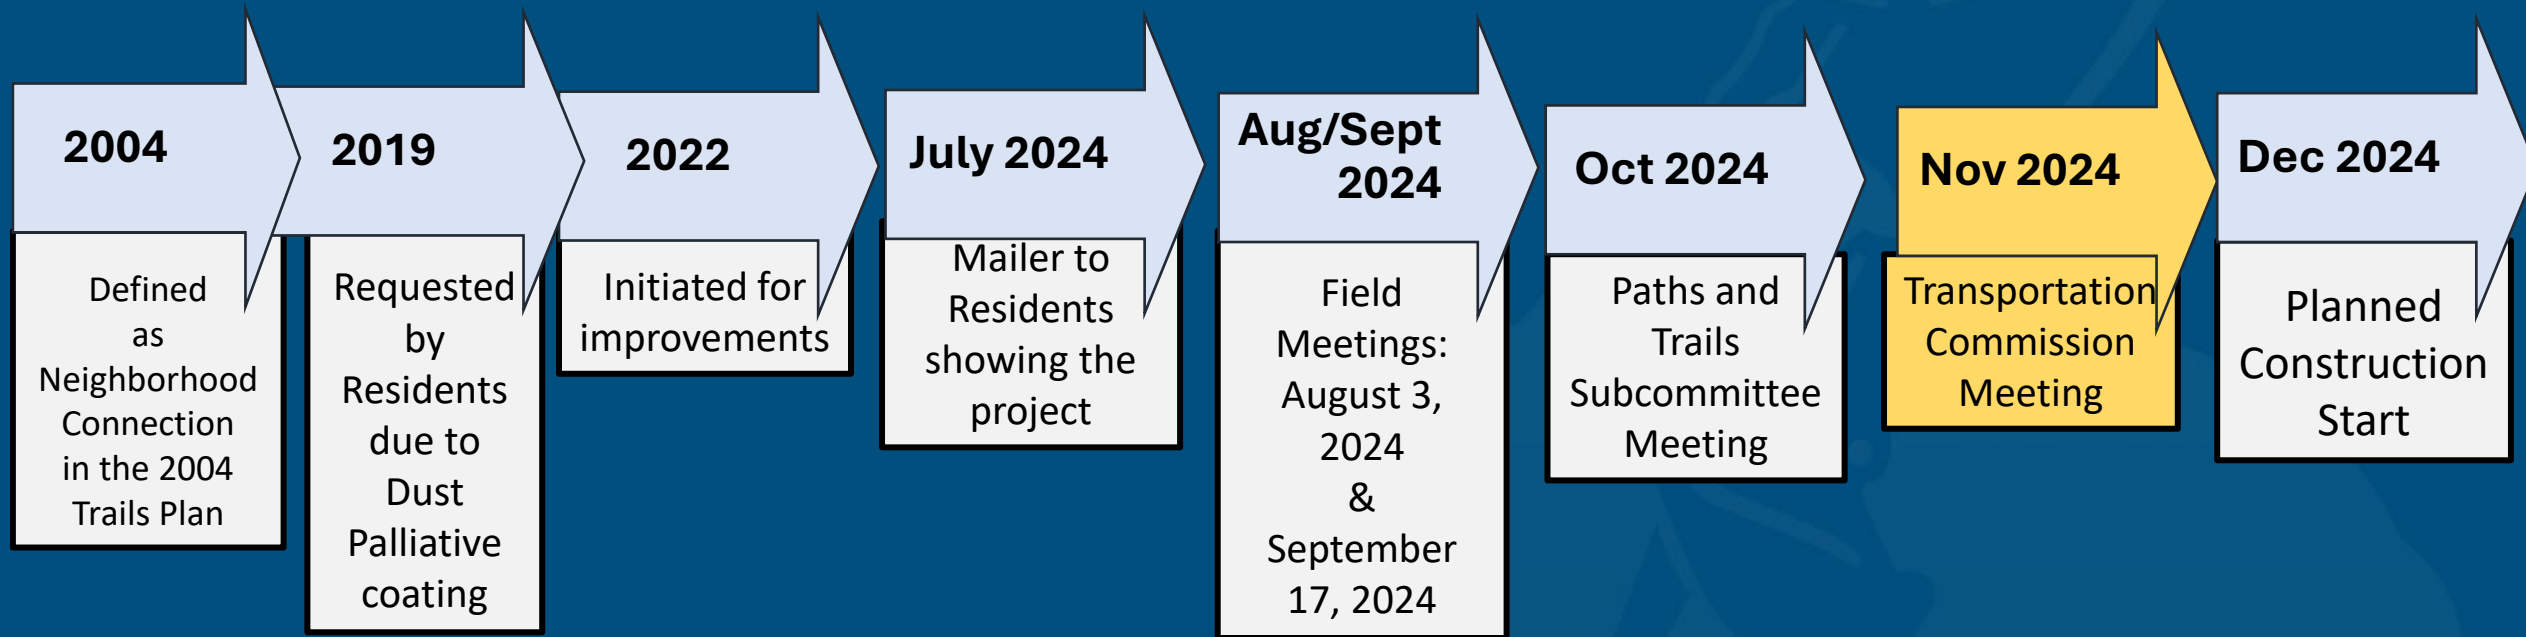 2004
Defined
as
Neighborhood
Connection
in the 2004
Trails Plan
2019
Requested
by
Residents
due to
Dust
Palliative
coating
2022
Initiated for
improvements
July 2024
Mailer to
Residents
showing the
project
Aug/Sept
2024
Field
Meetings:
August 3,
2024
&
September
17, 2024
Oct 2024
Paths and
Trails
Subcommittee
Meeting
Nov 2024
Transportation
Commission
Meeting
Dec 2024
Planned
Construction
Start